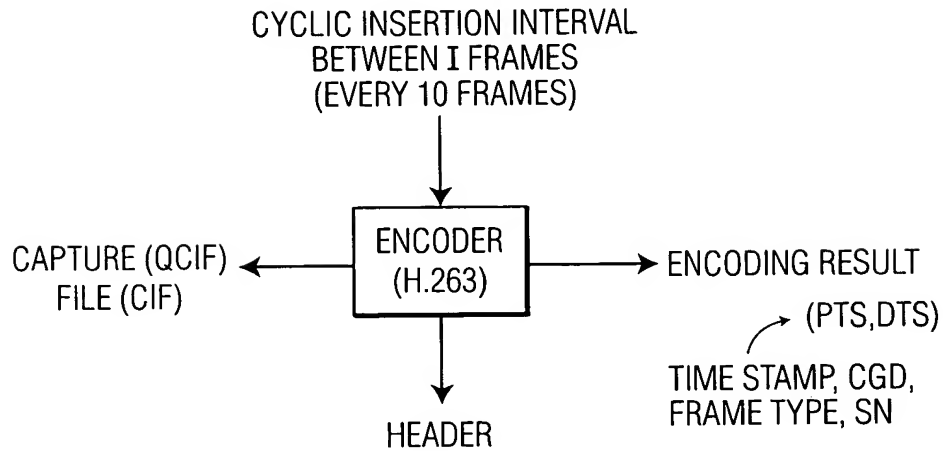 CYCLIC INSERTION INTERVAL
BETWEEN I FRAMES
(EVERY 10 FRAMES)
ENCODER
(H.263)
CAPTURE (QCIF)
FILE (CIF)
ENCODING RESULT
(PTS,DTS)
TIME STAMP, CGD,
FRAME TYPE, SN
HEADER